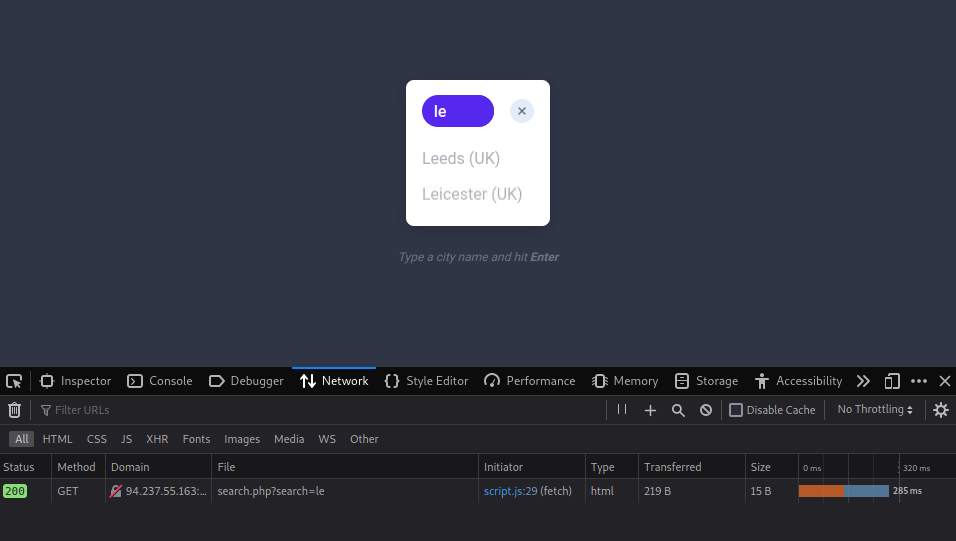 le ×
Leeds (UK)
Leicester (UK)
Type a city name and hit Enter
Inspector Console Debugger Network Style Editor Performance Memory Storage Accessibility
Filter URLs Disable Cache No Throttling
All HTML CSS JS XHR Fonts Images Media WS Other
Status Method Domain File Initiator Type Transferred Size 0 ms 320 ms
200 GET 94.237.55.163:... search.php?search=le script.js:29 (fetch) html 219 B 15 B 285 ms